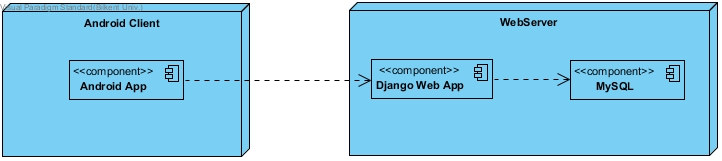 Visual Paradigm Standard(Bilkent Univ.)
Android Client
WebServer
<<component>>
Android App
<<component>>
Django Web App
<<component>>
MySQL